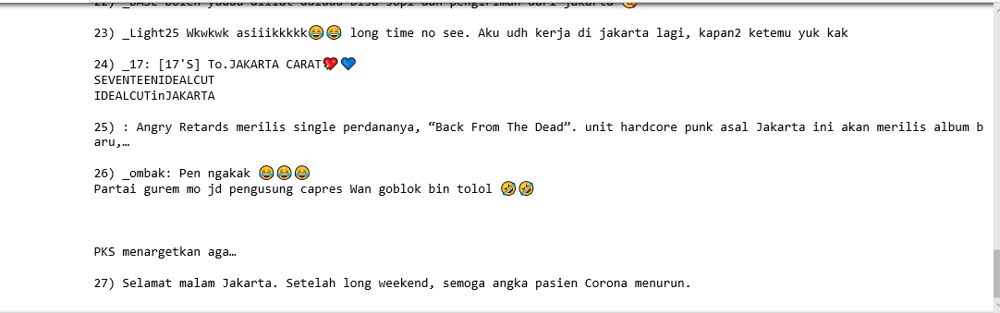 23) _Light25 Wkwkwk asiiikkkkk😂😂 long time no see. Aku udh kerja di jakarta lagi, kapan2 ketemu yuk kak
24) _17: [17'S] To.JAKARTA CARAT💖💙
SEVENTEENIDEALCUT
IDEALCUTinJAKARTA
25) : Angry Retards merilis single perdananya, “Back From The Dead”. unit hardcore punk asal Jakarta ini akan merilis album b
aru,…
26) _ombak: Pen ngakak 😂😂😂
Partai gurem mo jd pengusung capres Wan goblok bin tolol 🤣🤣
PKS menargetkan aga…
27) Selamat malam Jakarta. Setelah long weekend, semoga angka pasien Corona menurun.